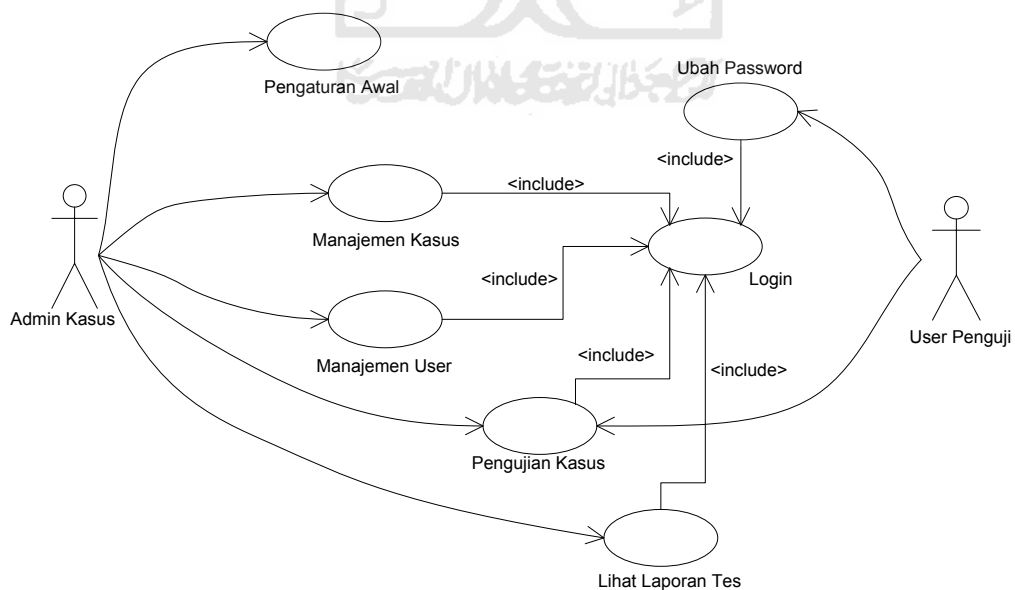 Pengaturan Awal
Ubah Password
<include>
<include>
Manajemen Kasus
<include>
Login
Admin Kasus
User Penguji
Manajemen User
<include>
<include>
Pengujian Kasus
Lihat Laporan Tes